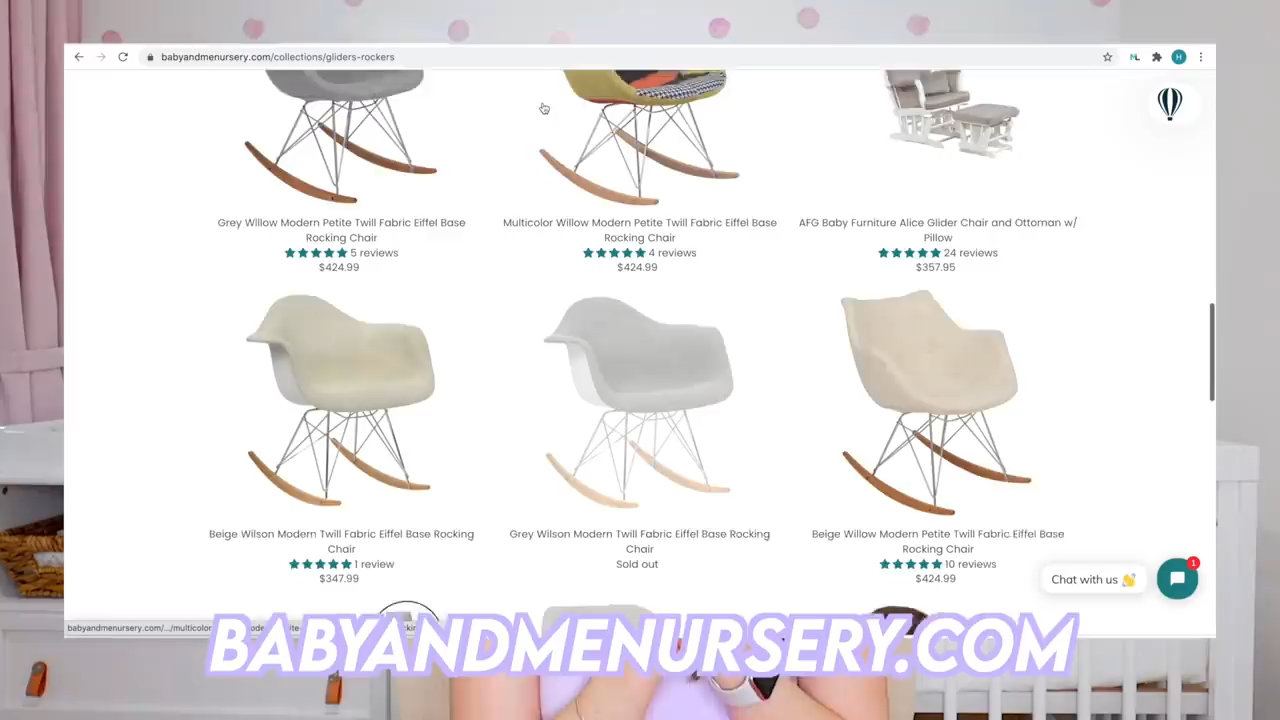 babyandmenursery.com/collections/gliders-rockers
H
Grey Willow Modern Petite Twill Fabric Eiffel Base
Rocking Chair
5 reviews
$424.99
Multicolor Willow Modern Petite Twill Fabric Eiffel Base
Rocking Chair
4 reviews
$424.99
AFG Baby Furniture Alice Glider Chair and Ottoman w/
Pillow
24 reviews
$357.95
Beige Wilson Modern Twill Fabric Eiffel Base Rocking
Chair
1 review
$347.99
Grey Wilson Modern Twill Fabric Eiffel Base Rocking
Chair
Sold out
Beige Willow Modern Petite Twill Fabric Eiffel Base
Rocking Chair
10 reviews
$424.99
Chat with us 👋
1
babyandmenursery.com/.../multicolor
BABYANDMENURSERY.COM